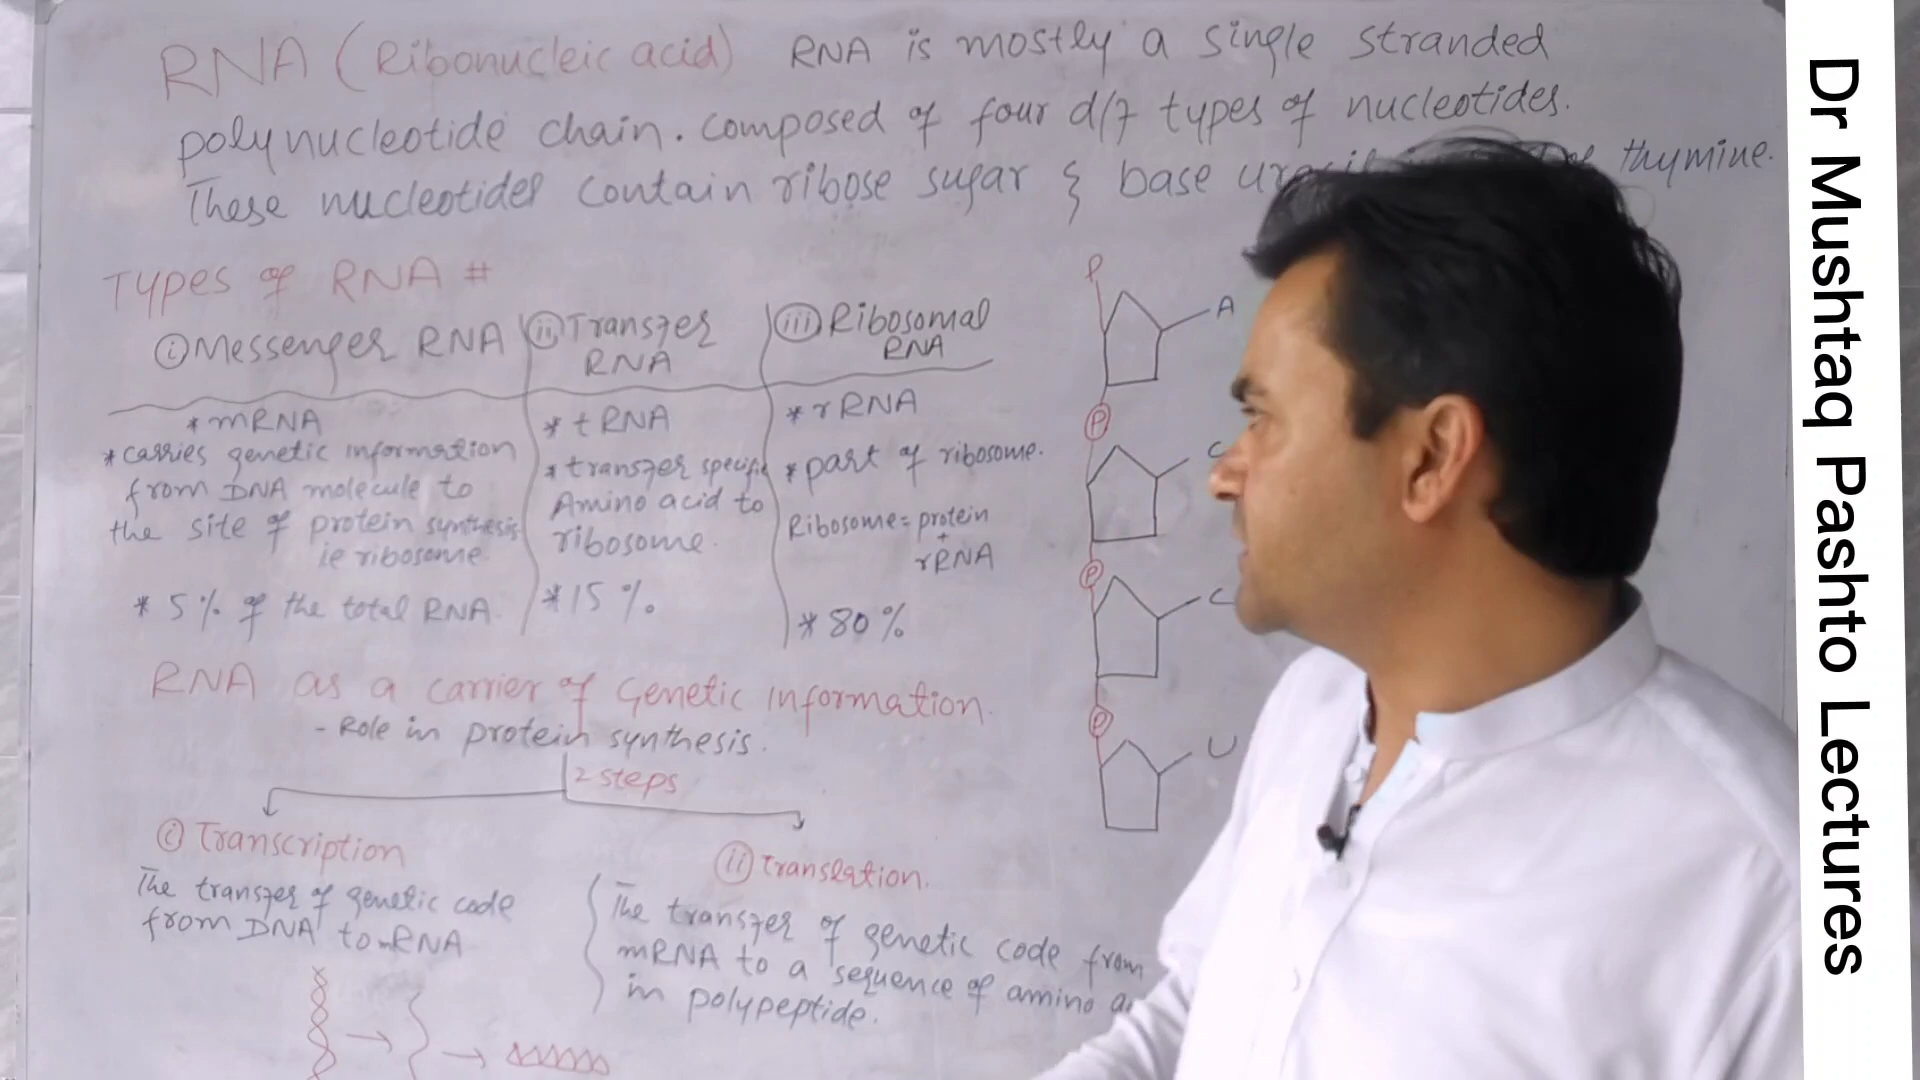 RNA (Ribonucleic acid) RNA is mostly a single stranded
polynucleotide chain. composed of four d/f types of nucleotides.
These nucleotides contain ribose sugar & base thymine.
Types of RNA #
(i) Messenger RNA
* mRNA
* carries genetic information
from DNA molecule to
the site of protein synthesis
ie ribosome.
* 5% of the total RNA.
(ii) Transfer
RNA
* tRNA
* transfer specific
Amino acid to
ribosome.
* 15%.
(iii) Ribosomal
RNA
* rRNA
* part of ribosome.
Ribosome = protein
+
rRNA
* 80%
P
A
P
P
C
P
U
RNA as a carrier of Genetic Information.
- Role in protein synthesis.
2 steps
(i) Transcription
The transfer of genetic code
from DNA to mRNA
(ii) Translation.
The transfer of genetic code from
mRNA to a sequence of amino
in polypeptide.
Dr Mushtaq Pashto Lectures